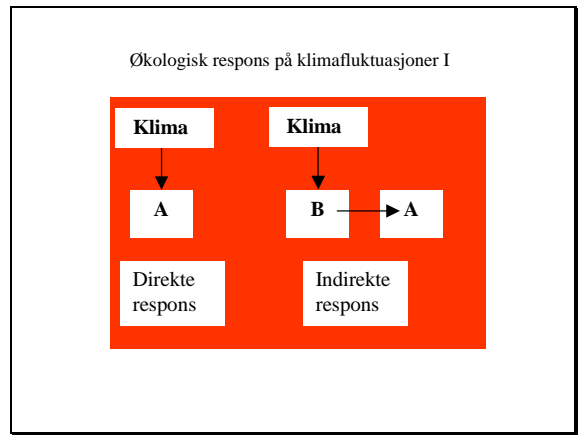 Økologisk respons på klimafluktuasjoner I
Klima
Klima
A
B
A
Direkte
respons
Indirekte
respons